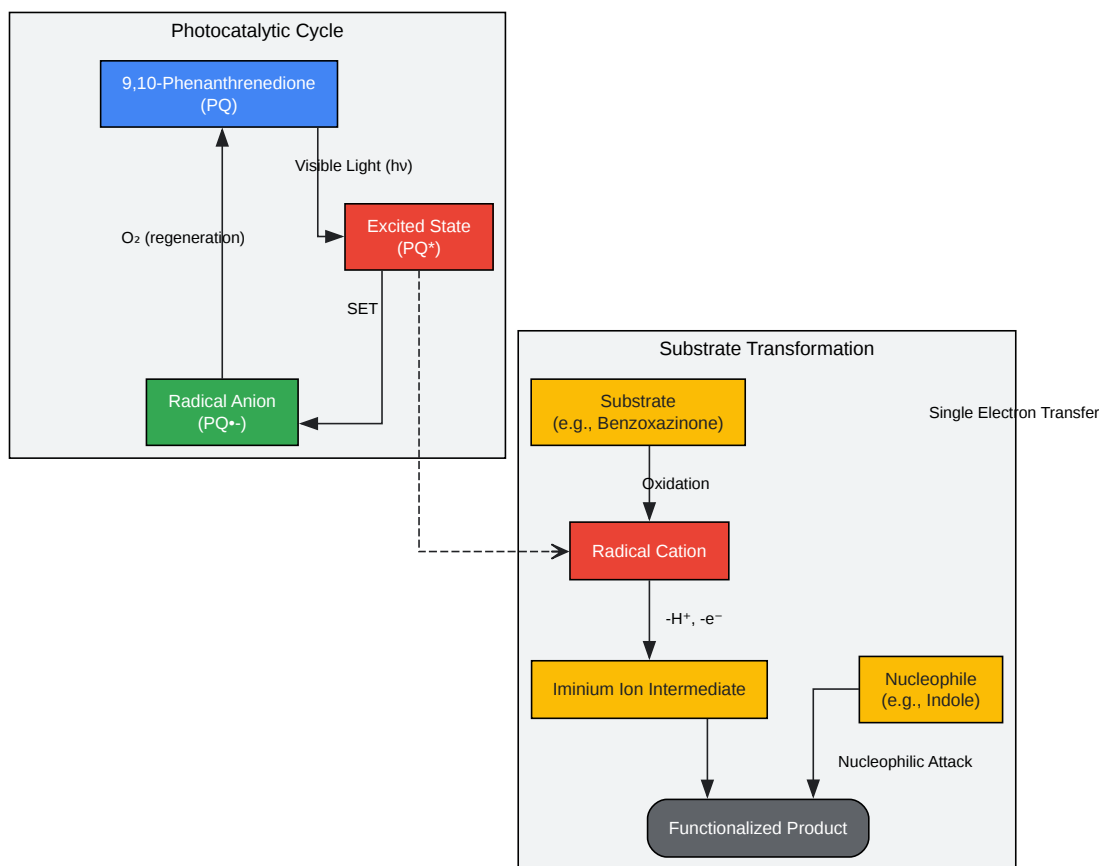 Photocatalytic Cycle
9,10-Phenanthrenedione
(PQ)
Visible Light (hν)
Excited State
(PQ*)
O₂ (regeneration)
SET
Radical Anion
(PQ•-)
Substrate Transformation
Substrate
(e.g., Benzoxazinone)
Single Electron Transfer
Oxidation
Radical Cation
-H⁺, -e⁻
Iminium Ion Intermediate
Nucleophile
(e.g., Indole)
Nucleophilic Attack
Functionalized Product